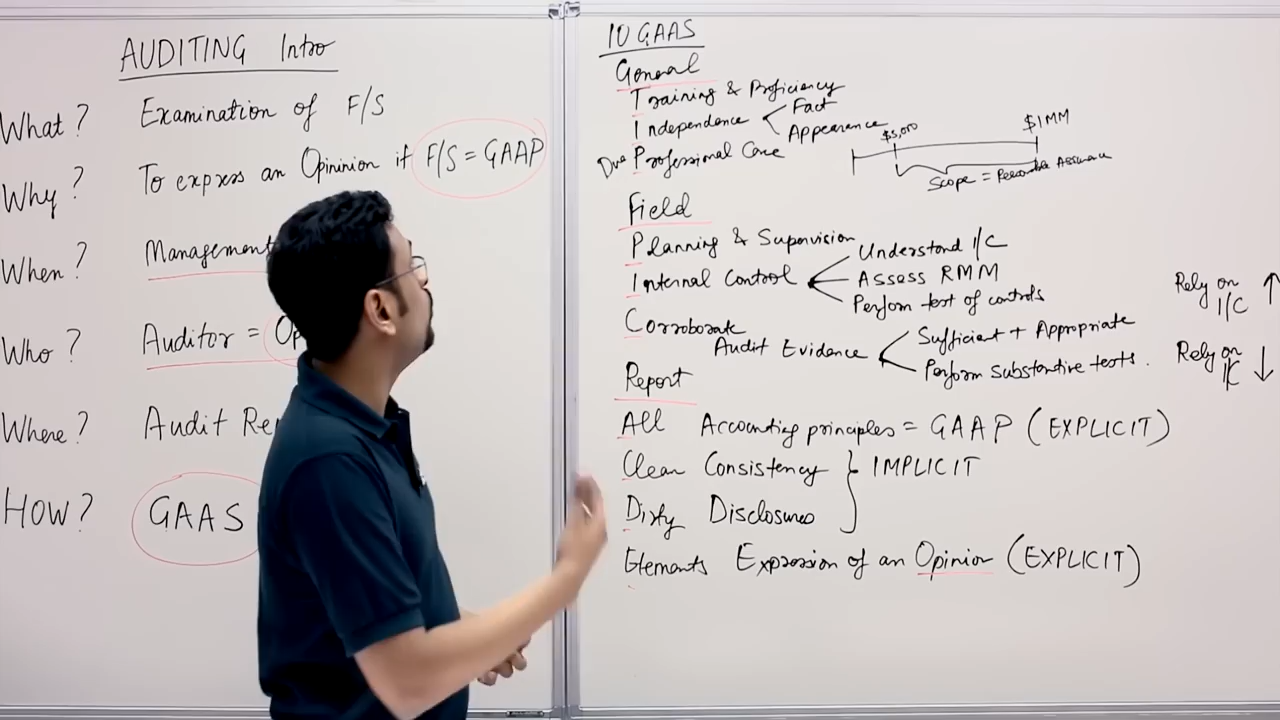 AUDITING Intro
What? Examination of F/S
Why? To express an Opininion if F/S = GAAP
When? Management
Who? Auditor = Op
Where? Audit Re
HOW? GAAS
10 GAAS
General
Training & Proficiency
Independence Fact
Appearance
Due Professional Care
$5,000
$1MM
Scope = Reasonable Assurance
Field
Planning & Supervision
Internal Control Understand I/C
Assess RMM
Perform test of controls
Rely on
I/C ↑
Corroborate
Audit Evidence Sufficient + Appropriate
Perform Substantive tests.
Rely on
I/C ↓
Report
All Accounting principles = GAAP (EXPLICIT)
Clean Consistency } IMPLICIT
Dirty Disclosures
Elements Expression of an Opinion (EXPLICIT)